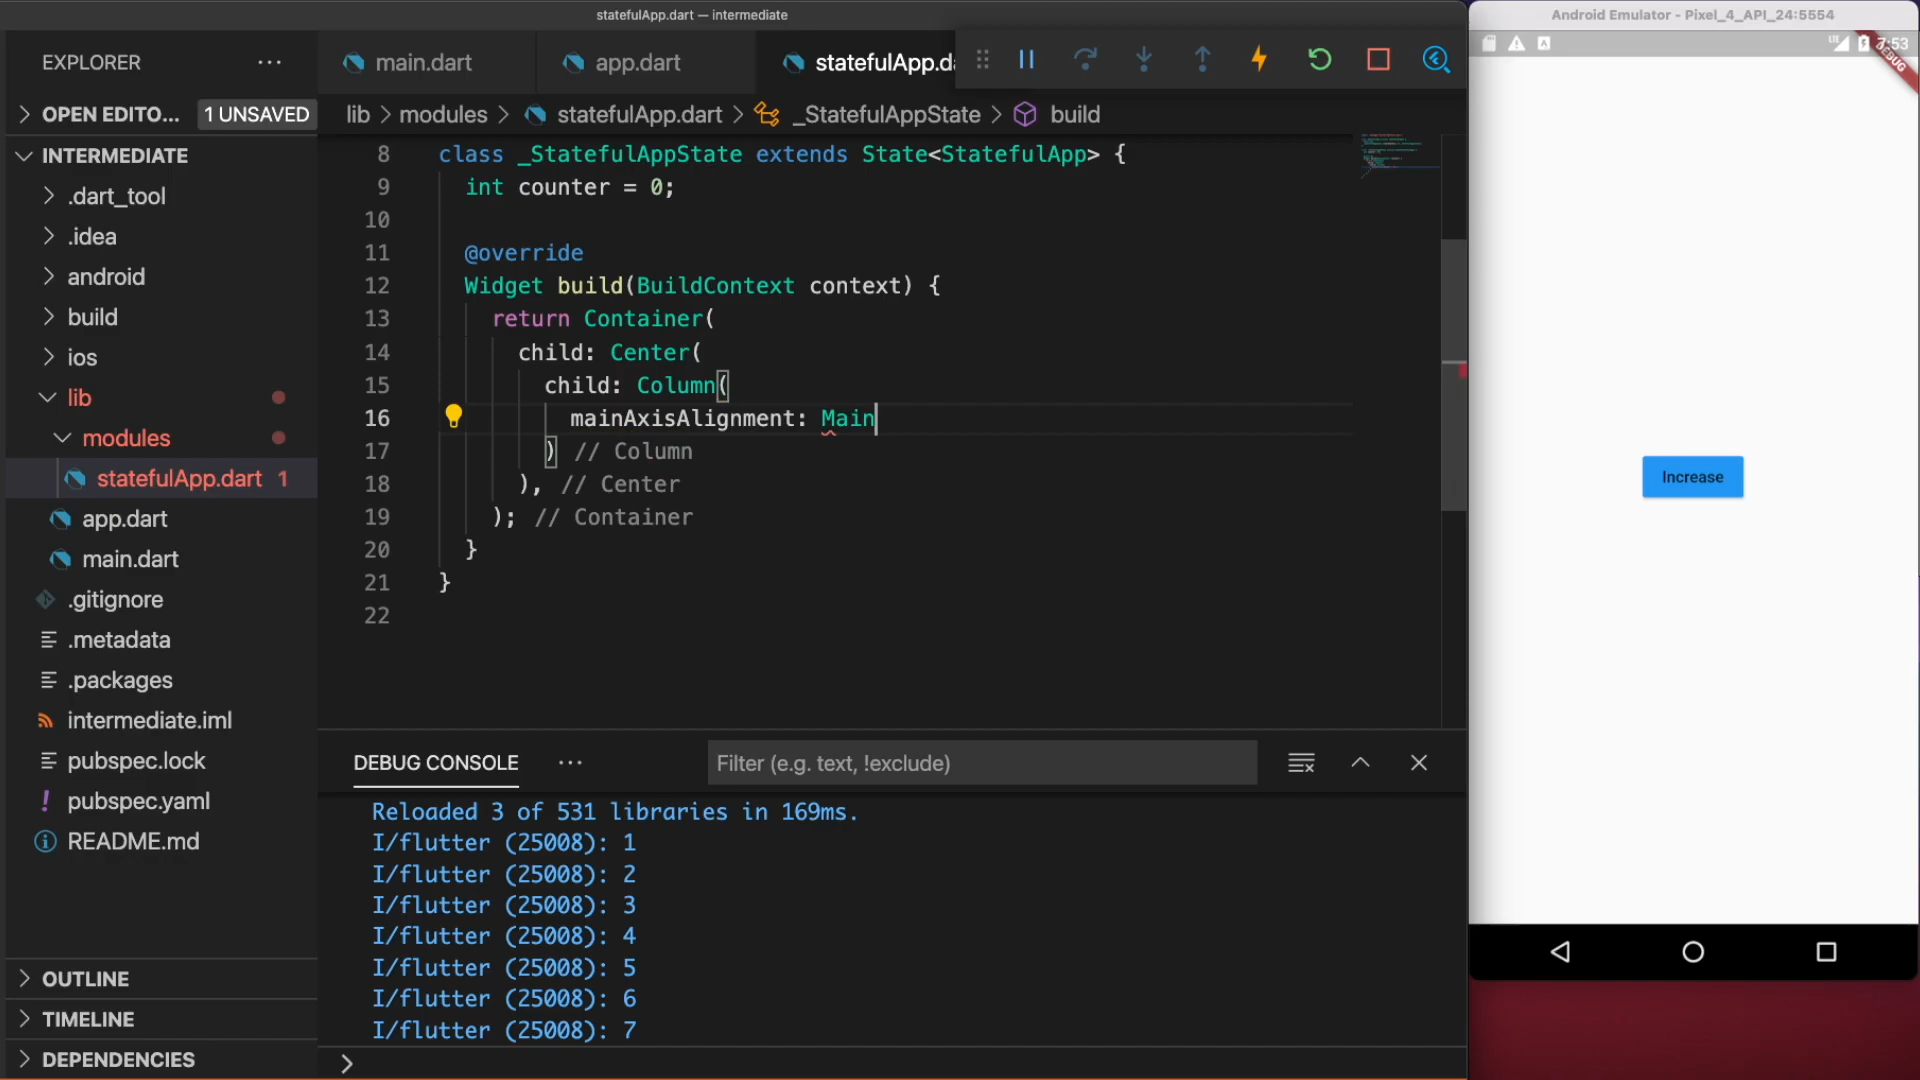 statefulApp.dart — intermediate
Android Emulator - Pixel_4_API_24:5554
LTE
7:53
DEBUG
EXPLORER
main.dart
app.dart
statefulApp.da
OPEN EDITO...
1 UNSAVED
lib > modules > statefulApp.dart > _StatefulAppState > build
INTERMEDIATE
.dart_tool
.idea
android
build
ios
lib
modules
statefulApp.dart 1
app.dart
main.dart
.gitignore
.metadata
.packages
intermediate.iml
pubspec.lock
! pubspec.yaml
README.md
OUTLINE
TIMELINE
DEPENDENCIES
8 class _StatefulAppState extends State<StatefulApp> {
9 int counter = 0;
10
11 @override
12 Widget build(BuildContext context) {
13 return Container(
14 child: Center(
15 child: Column(
16 mainAxisAlignment: Main
17 ) // Column
18 ), // Center
19 ); // Container
20 }
21 }
22
DEBUG CONSOLE
Filter (e.g. text, !exclude)
Reloaded 3 of 531 libraries in 169ms.
I/flutter (25008): 1
I/flutter (25008): 2
I/flutter (25008): 3
I/flutter (25008): 4
I/flutter (25008): 5
I/flutter (25008): 6
I/flutter (25008): 7
>
Increase